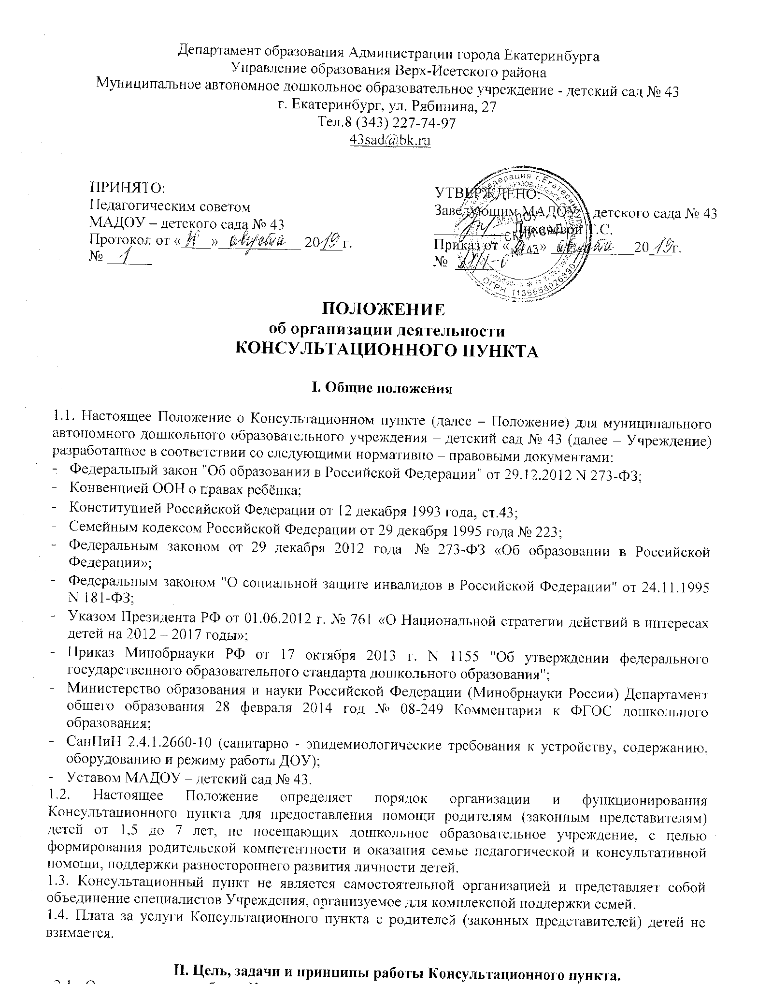 Департамент образования Администрации города Екатеринбурга
Управление образования Верх-Исетского района
Муниципальное автономное дошкольное образовательное учреждение - детский сад № 43
г. Екатеринбург, ул. Рябинина, 27
Тел.8 (343) 227-74-97
43sad@bk.ru
ПРИНЯТО:
Педагогическим советом
МАДОУ – детского сада № 43
Протокол от « » августа 2019г.
№ 1
УТВЕРЖДЕНО:
Заведующим МАДОУ – детского сада № 43
Т.С.
Приказ от « » августа 2019г.
№
ОГРН 1136658026890
ПОЛОЖЕНИЕ
об организации деятельности
КОНСУЛЬТАЦИОННОГО ПУНКТА
I. Общие положения
1.1. Настоящее Положение о Консультационном пункте (далее – Положение) для муниципального
автономного дошкольного образовательного учреждения – детский сад № 43 (далее – Учреждение)
разработанное в соответствии со следующими нормативно – правовыми документами:
- Федеральный закон "Об образовании в Российской Федерации" от 29.12.2012 N 273-ФЗ;
- Конвенцией ООН о правах ребёнка;
- Конституцией Российской Федерации от 12 декабря 1993 года, ст.43;
- Семейным кодексом Российской Федерации от 29 декабря 1995 года № 223;
- Федеральным законом от 29 декабря 2012 года № 273-ФЗ «Об образовании в Российской
Федерации»;
- Федеральным законом "О социальной защите инвалидов в Российской Федерации" от 24.11.1995
N 181-ФЗ;
- Указом Президента РФ от 01.06.2012 г. № 761 «О Национальной стратегии действий в интересах
детей на 2012 – 2017 годы»;
- Приказ Минобрнауки РФ от 17 октября 2013 г. N 1155 "Об утверждении федерального
государственного образовательного стандарта дошкольного образования";
- Министерство образования и науки Российской Федерации (Минобрнауки России) Департамент
общего образования 28 февраля 2014 год № 08-249 Комментарии к ФГОС дошкольного
образования;
- СанПиН 2.4.1.2660-10 (санитарно - эпидемиологические требования к устройству, содержанию,
оборудованию и режиму работы ДОУ);
- Уставом МАДОУ – детский сад № 43.
1.2. Настоящее Положение определяет порядок организации и функционирования
Консультационного пункта для предоставления помощи родителям (законным представителям)
детей от 1,5 до 7 лет, не посещающих дошкольное образовательное учреждение, с целью
формирования родительской компетентности и оказания семье педагогической и консультативной
помощи, поддержки разностороннего развития личности детей.
1.3. Консультационный пункт не является самостоятельной организацией и представляет собой
объединение специалистов Учреждения, организуемое для комплексной поддержки семей.
1.4. Плата за услуги Консультационного пункта с родителей (законных представителей) детей не
взимается.
II. Цель, задачи и принципы работы Консультационного пункта.